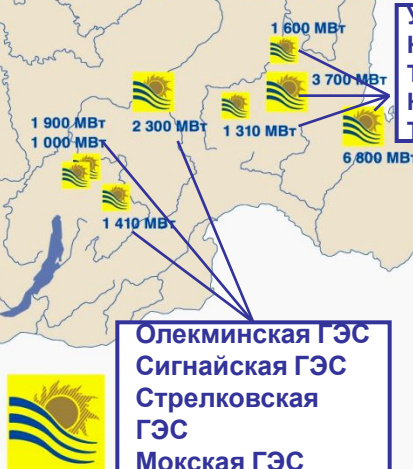 1 600 МВт
3 700 МВт
1 900 МВт
2 300 МВт
1 310 МВт
1 000 МВт
6 800 МВт
1 410 МВт
Олекминская ГЭС
Сигнайская ГЭС
Стрелковская
ГЭС
Мокская ГЭС